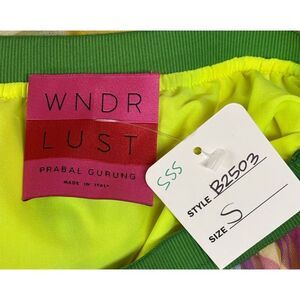 WNDR
LUST
PRABAL GURUNG
MADE IN ITALY
SSS
STYLE B2503
SIZE S